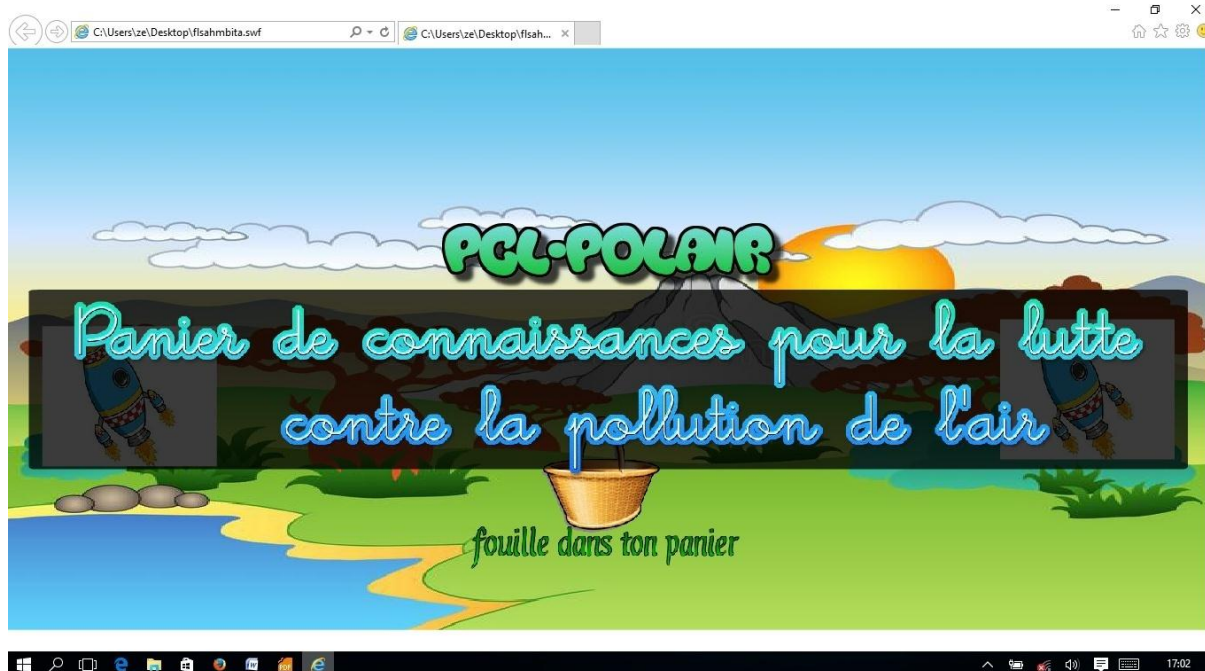 C:\Users\ze\Desktop\flsahmbita.swf
C:\Users\ze\Desktop\flsah...
PCL-POLAIR
Panier de connaissances pour la lutte
contre la pollution de l'air
fouille dans ton panier
17:02